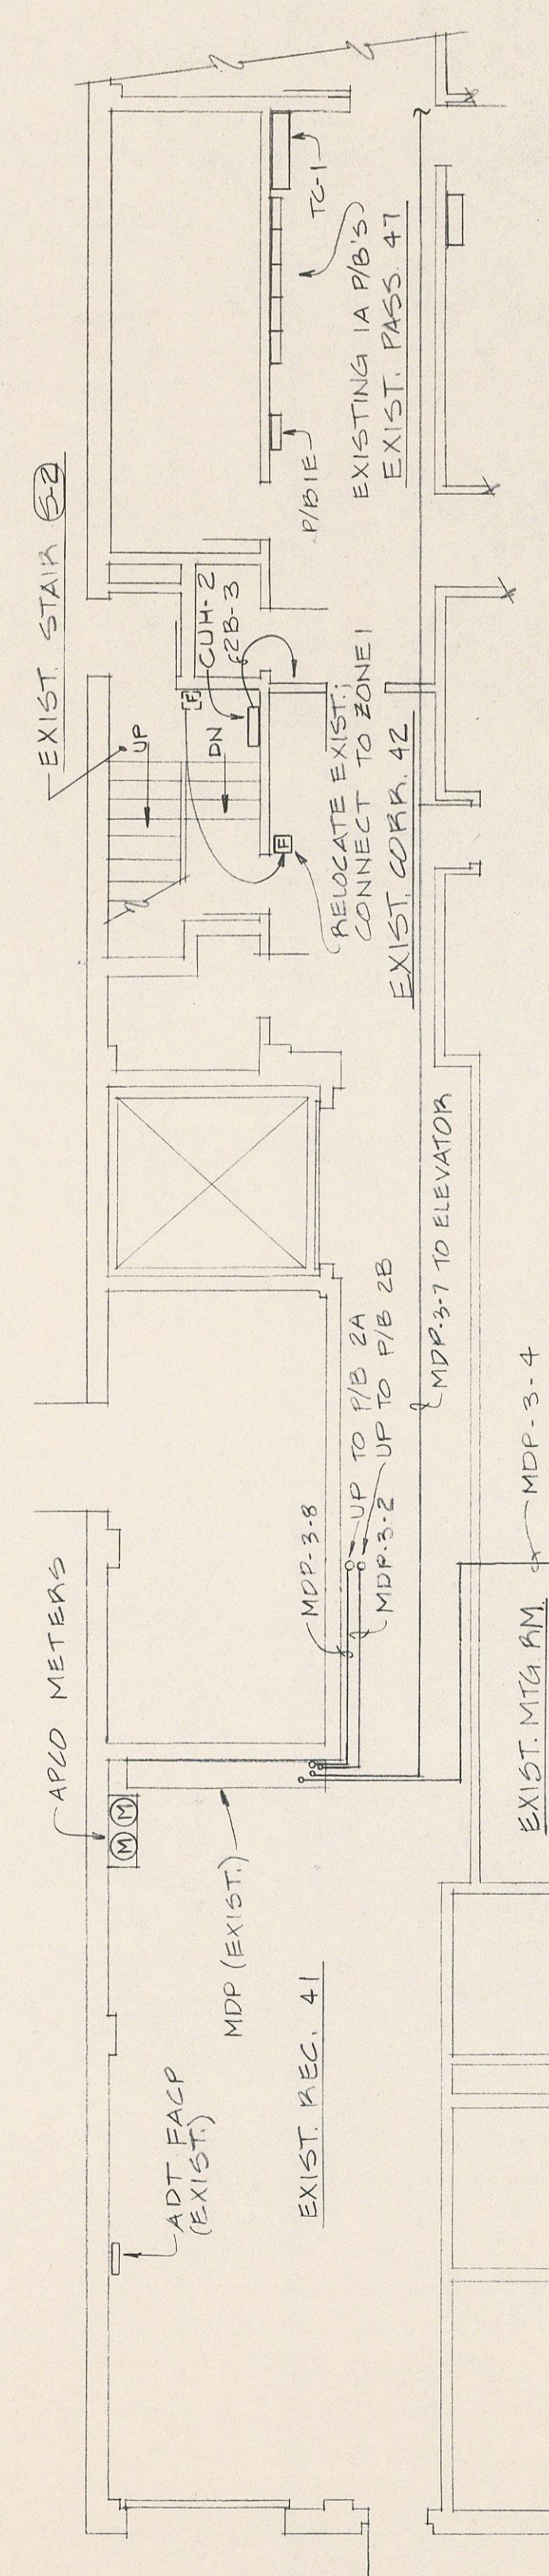 EXIST. STAIR S-2
UP
DN
F
CUH-2
2B-3
TC-1
EXISTING 1A P/B'S
EXIST. PASS. 47
P/B 1E
F
RELOCATE EXIST.;
CONNECT TO ZONE 1
EXIST. CORR. 42
MDP-3-7 TO ELEVATOR
UP TO P/B 2A
UP TO P/B 2B
MDP-3-8
MDP-3-2
MDP-3-4
EXIST. MTG RM.
APCO METERS
M M
M M
MDP (EXIST.)
EXIST. REC. 41
ADT FACP
(EXIST.)